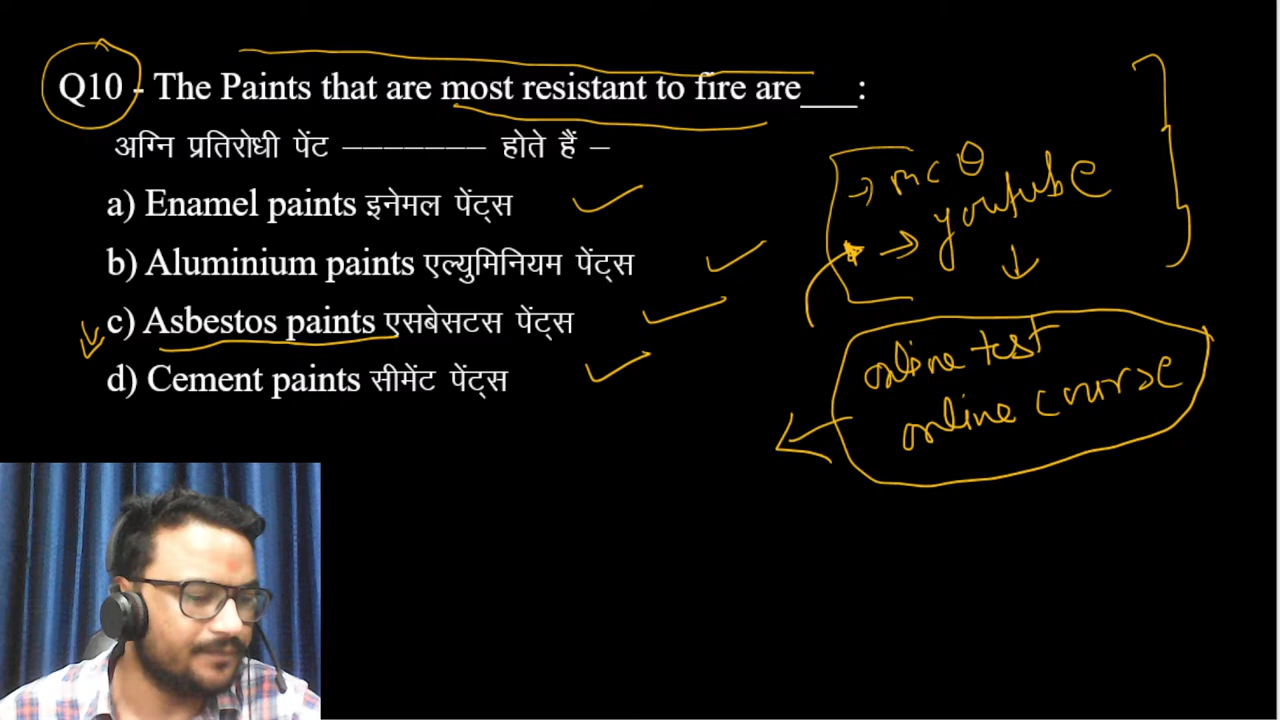 Q10 - The Paints that are most resistant to fire are___:
अग्नि प्रतिरोधी पेंट ------- होते हैं –
a) Enamel paints इनेमल पेंट्स
b) Aluminium paints एल्युमिनियम पेंट्स
c) Asbestos paints एसबेसटस पेंट्स
d) Cement paints सीमेंट पेंट्स
→ mcQ
→ youtube
online test
online course